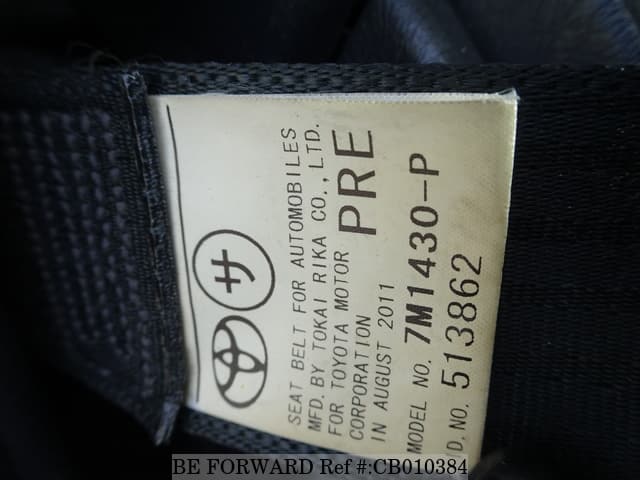 サ
SEAT BELT FOR AUTOMOBILES
MFD. BY TOKAI RIKA CO., LTD.
FOR TOYOTA MOTOR
CORPORATION
PRE
IN AUGUST 2011
MODEL NO. 7M1430-P
D. NO. 513862
BE FORWARD Ref #:CB010384